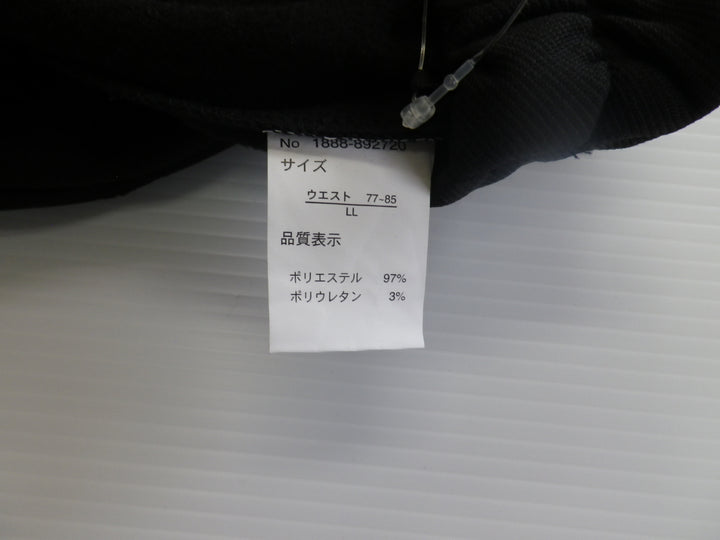 No 1888-892720
サイズ
ウエスト 77~85
LL
品質表示
ポリエステル 97%
ポリウレタン 3%